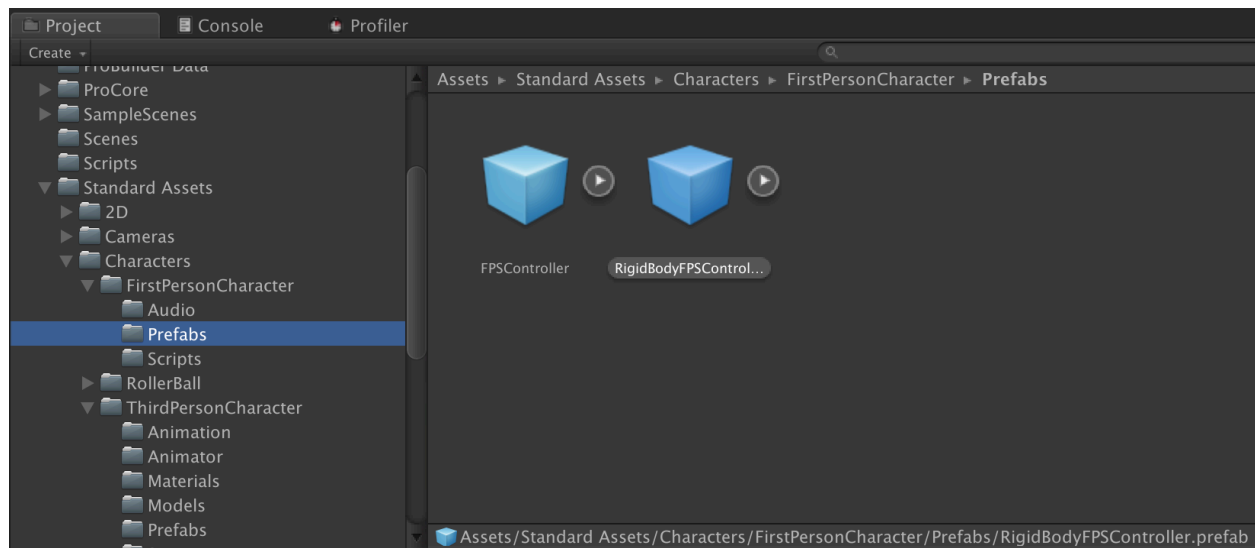 Project Console Profiler
Create
ProBuilder Data
ProCore
SampleScenes
Scenes
Scripts
Standard Assets
2D
Cameras
Characters
FirstPersonCharacter
Audio
Prefabs
Scripts
RollerBall
ThirdPersonCharacter
Animation
Animator
Materials
Models
Prefabs
Assets ▸ Standard Assets ▸ Characters ▸ FirstPersonCharacter ▸ Prefabs
FPSController RigidBodyFPSControl...
Assets/Standard Assets/Characters/FirstPersonCharacter/Prefabs/RigidBodyFPSController.prefab